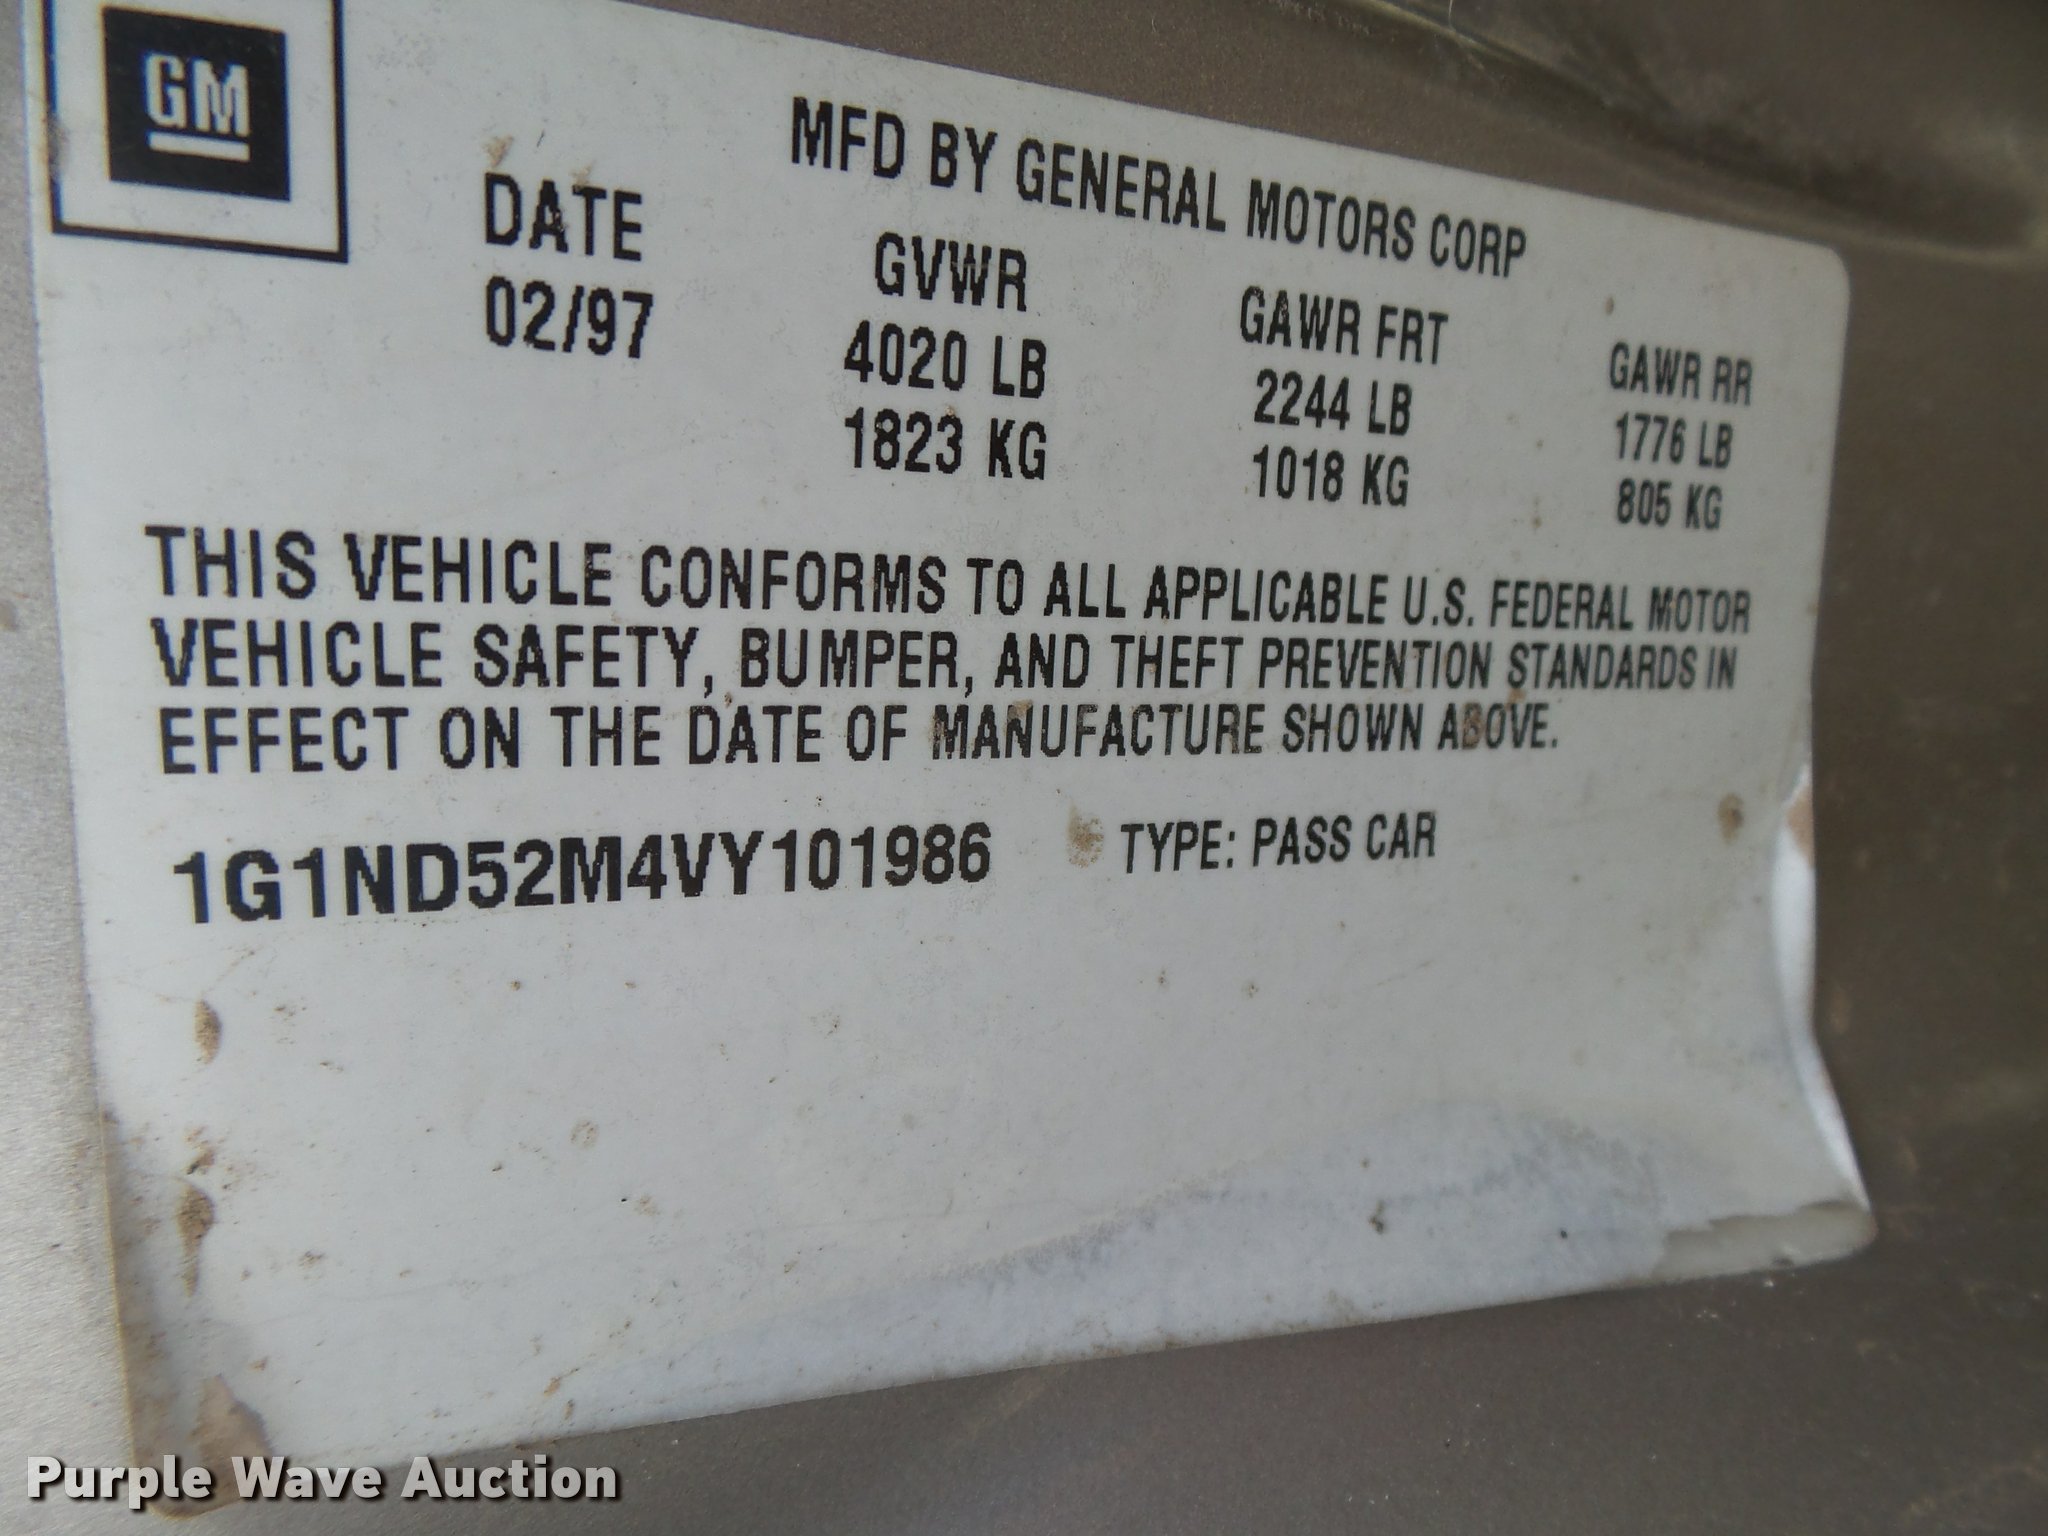 GM
MFD BY GENERAL MOTORS CORP
DATE GVWR GAWR FRT GAWR RR
02/97 4020 LB 2244 LB 1776 LB
1823 KG 1018 KG 805 KG
THIS VEHICLE CONFORMS TO ALL APPLICABLE U.S. FEDERAL MOTOR
VEHICLE SAFETY, BUMPER, AND THEFT PREVENTION STANDARDS IN
EFFECT ON THE DATE OF MANUFACTURE SHOWN ABOVE.
1G1ND52M4VY101986 TYPE: PASS CAR
Purple Wave Auction